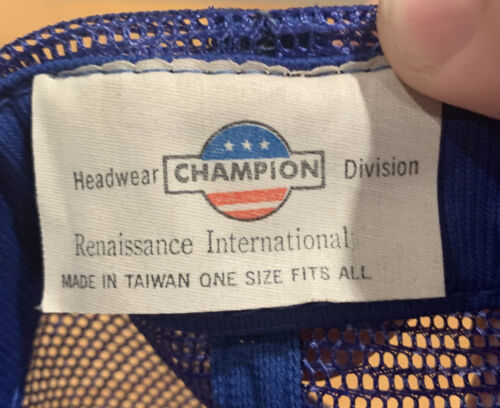 Headwear CHAMPION Division
Renaissance International
MADE IN TAIWAN ONE SIZE FITS ALL